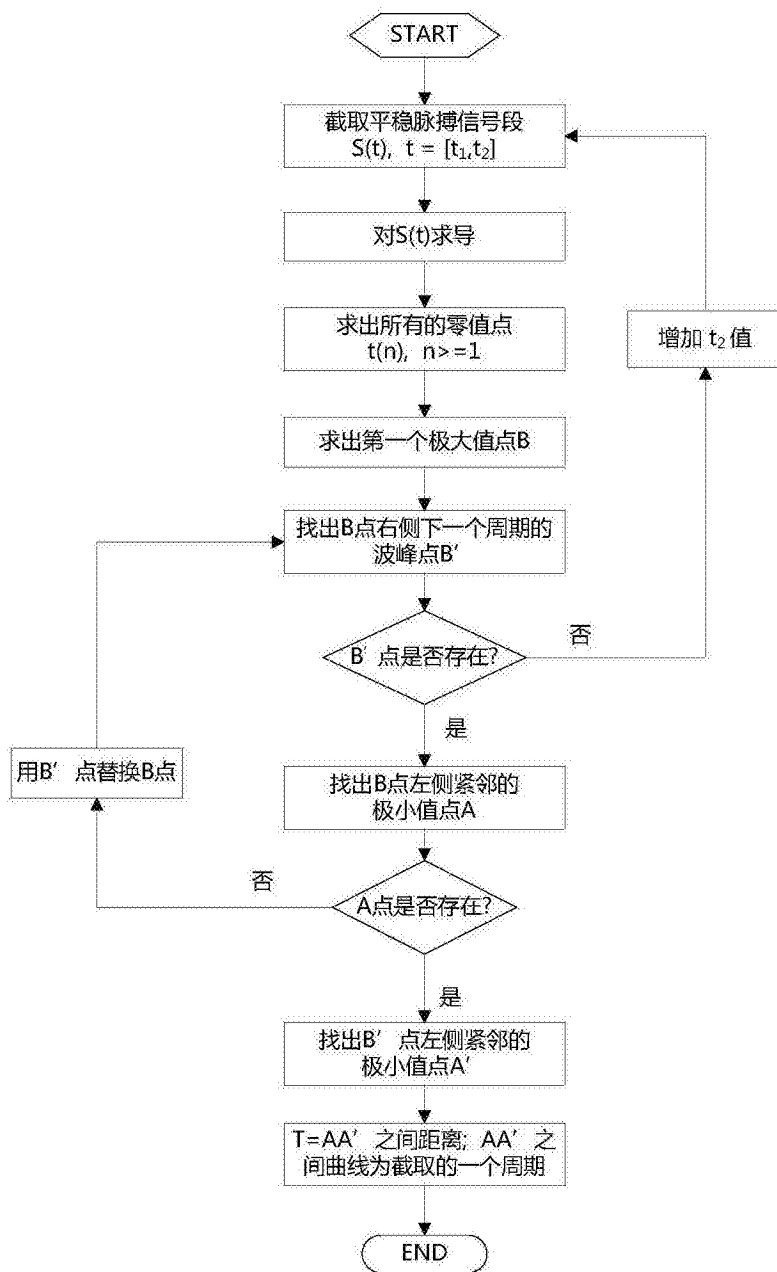 START
截取平稳脉搏信号段
S(t),  t = [t₁,t₂]
对S(t)求导
求出所有的零值点
t(n),  n>=1
增加 t₂ 值
求出第一个极大值点B
找出B点右侧下一个周期的
波峰点B′
B′ 点是否存在?
否
是
用B′ 点替换B点
找出B点左侧紧邻的
极小值点A
否
A点是否存在?
是
找出B′ 点左侧紧邻的
极小值点A′
T=AA′ 之间距离; AA′ 之
间曲线为截取的一个周期
END